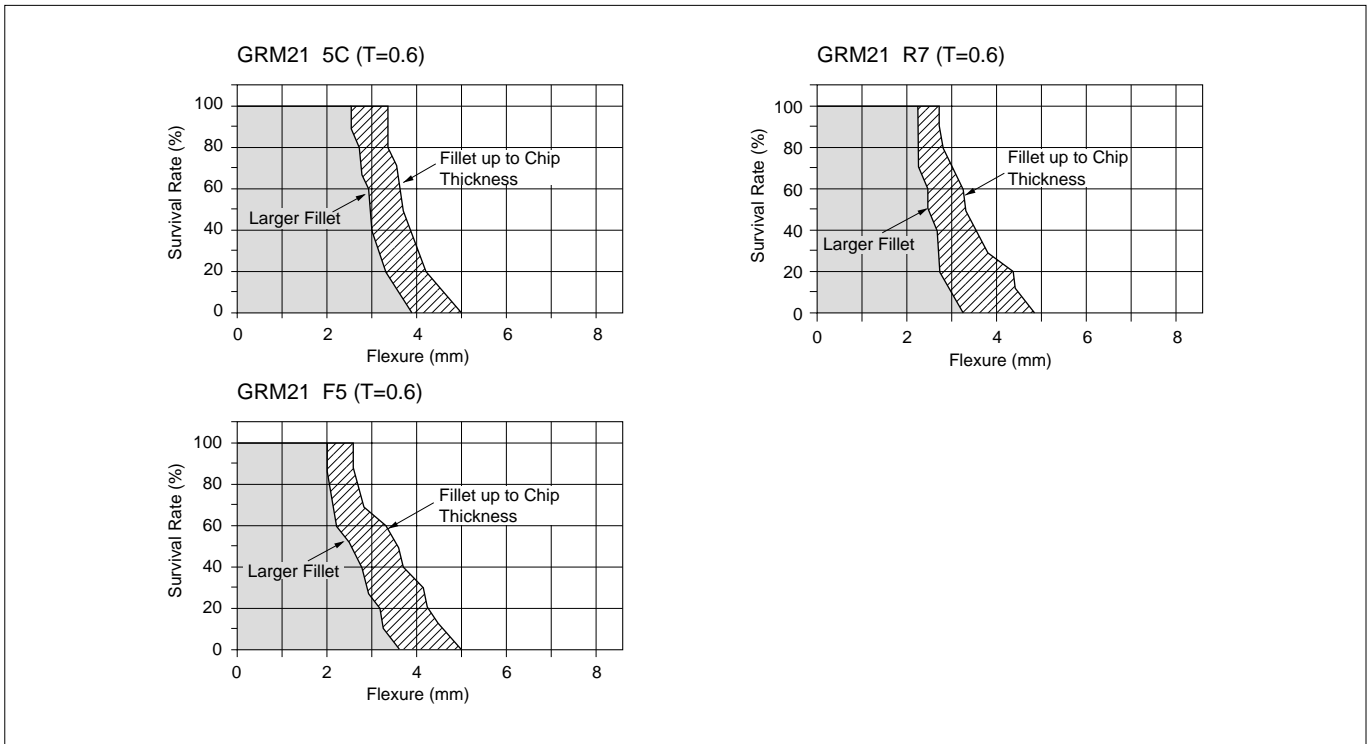 GRM21 5C (T=0.6)
Survival Rate (%)
100
80
60
40
20
0
Fillet up to Chip
Thickness
Larger Fillet
0 2 4 6 8
Flexure (mm)
GRM21 R7 (T=0.6)
Survival Rate (%)
100
80
60
40
20
0
Fillet up to Chip
Thickness
Larger Fillet
0 2 4 6 8
Flexure (mm)
GRM21 F5 (T=0.6)
Survival Rate (%)
100
80
60
40
20
0
Fillet up to Chip
Thickness
Larger Fillet
0 2 4 6 8
Flexure (mm)